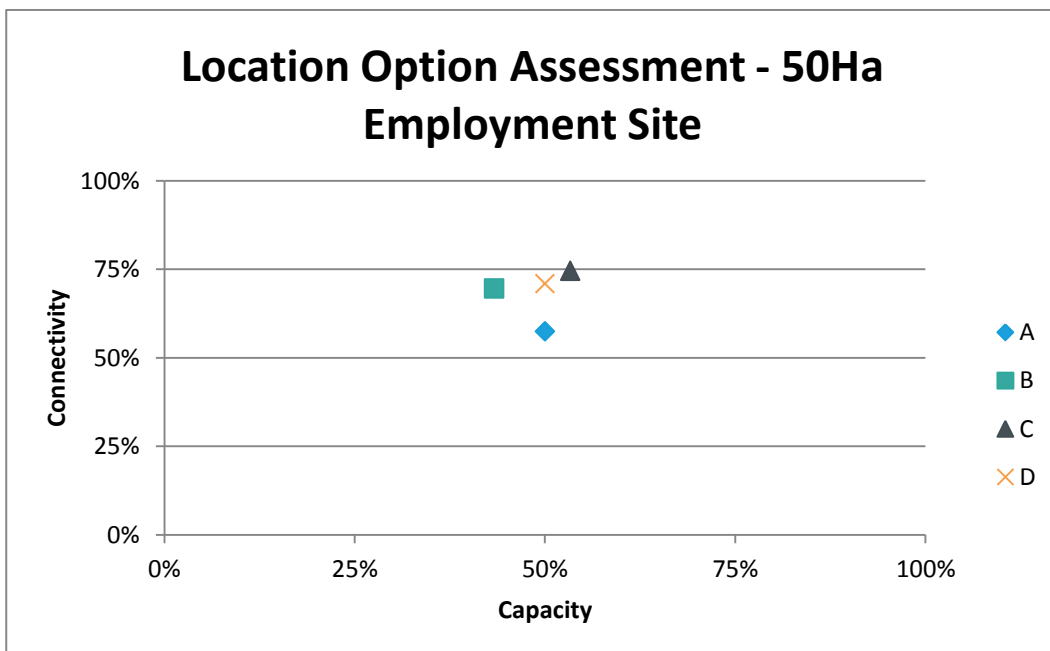 Location Option Assessment - 50Ha
Employment Site
100%
75%
50%
25%
0%
Connectivity
0%
25%
50%
75%
100%
Capacity
A
B
C
D